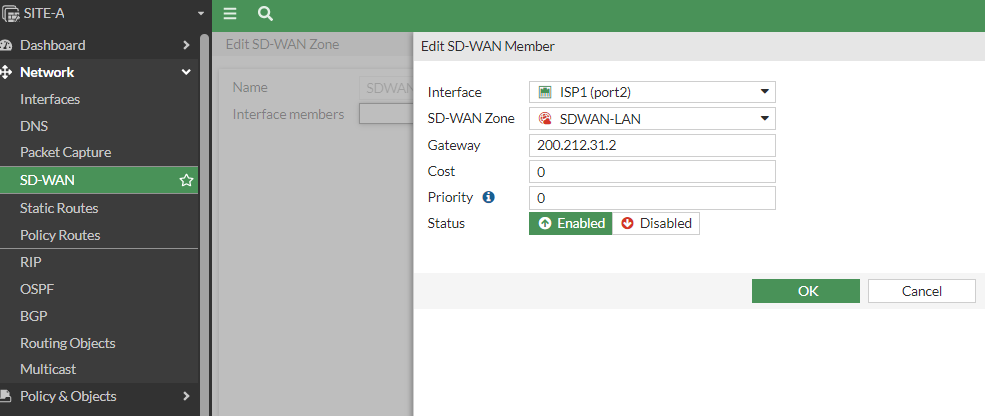 SITE-A
Dashboard
Network
Interfaces
DNS
Packet Capture
SD-WAN
Static Routes
Policy Routes
RIP
OSPF
BGP
Routing Objects
Multicast
Policy & Objects
Edit SD-WAN Zone
Name SDWAN
Interface members
Edit SD-WAN Member
Interface ISP1 (port2)
SD-WAN Zone SDWAN-LAN
Gateway 200.212.31.2
Cost 0
Priority 0
Status Enabled Disabled
OK Cancel